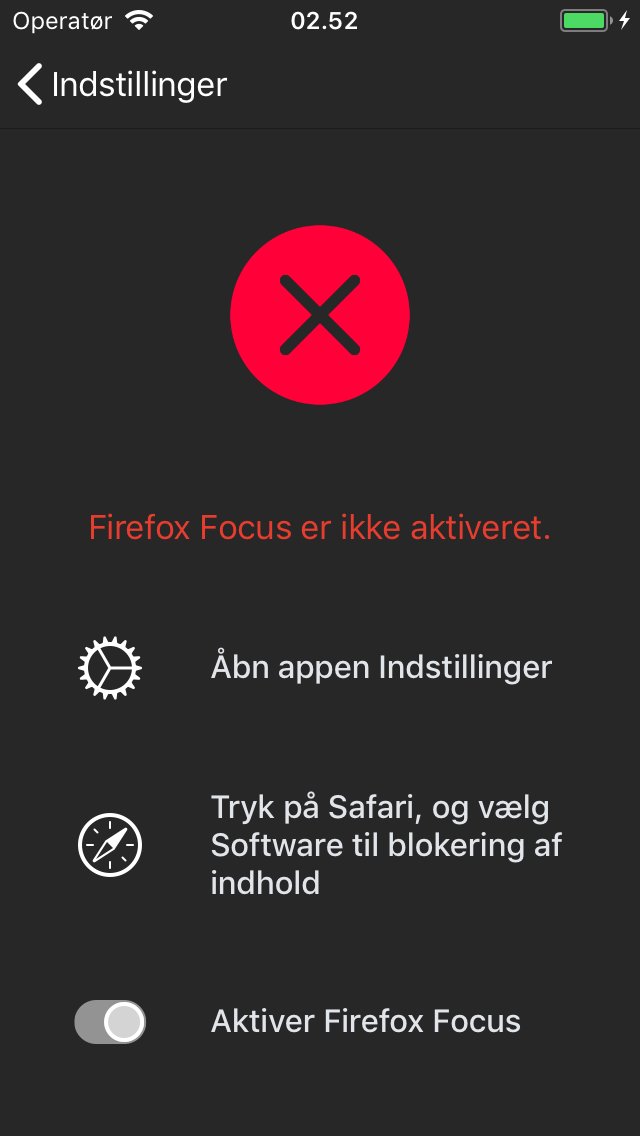 Operatør 02.52
Indstillinger
Firefox Focus er ikke aktiveret.
Åbn appen Indstillinger
Tryk på Safari, og vælg
Software til blokering af
indhold
Aktiver Firefox Focus